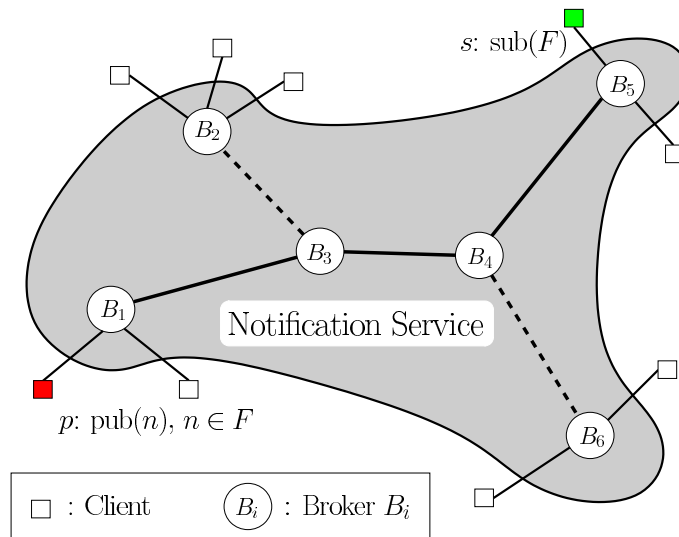 s: sub(F)
B₅
B₂
B₃
B₄
B₁
Notification Service
p: pub(n), n ∈ F
B₆
: Client
Bᵢ : Broker Bᵢ